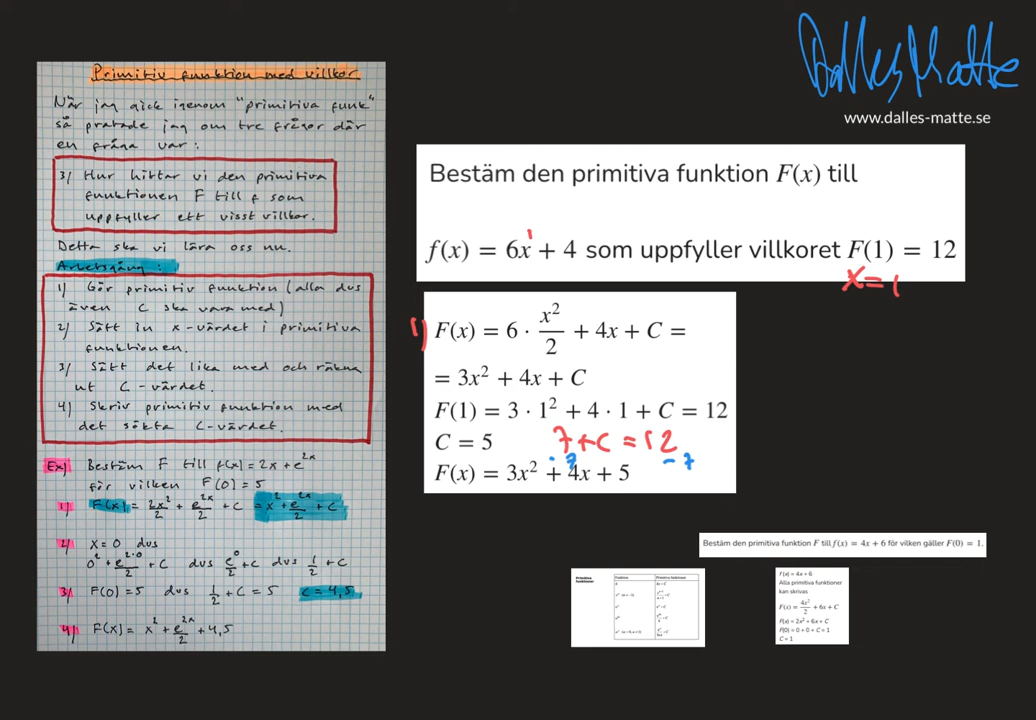 Dalles Matte
www.dalles-matte.se
Primitiv funktion med villkor
När jag gick igenom "primitiva funk"
så pratade jag om tre frågor där
en fråga var:
3) Hur hittar vi den primitiva
funktionen F till f som
uppfyller ett visst villkor.
Detta ska vi lära oss nu.
Arbetsgång:
1) Gör primitiv funktion (alla dvs
även C ska vara med)
2) Sätt in x-värdet i primitiva
funktionen.
3) Sätt det lika med och räkna
ut C-värdet.
4) Skriv primitiv funktion med
det sökta C-värdet.
Ex) Bestäm F till f(x) = 2x + e^2x
för vilken F(0) = 5
1) F(x) = 2x²/2 + e^2x/2 + C = x² + e^2x/2 + C
2) x = 0 dvs
0² + e^2·0/2 + C dvs e⁰/2 + C dvs 1/2 + C
3) F(0) = 5 dvs 1/2 + C = 5 C = 4,5
4) F(x) = x² + e^2x/2 + 4,5
Bestäm den primitiva funktion F(x) till
f(x) = 6x¹ + 4 som uppfyller villkoret F(1) = 12
x = 1
1) F(x) = 6 · x²/2 + 4x + C =
= 3x² + 4x + C
F(1) = 3 · 1² + 4 · 1 + C = 12
C = 5 7 + C = 12
-7 -7
F(x) = 3x² + 4x + 5
Bestäm den primitiva funktion F till f(x) = 4x + 6 för vilken gäller F(0) = 1.
Primitiva funktioner
Funktion Primitiva funktioner
f(x) = 4x + 6
Alla primitiva funktioner
kan skrivas
F(x) = 4x²/2 + 6x + C
F(x) = 2x² + 6x + C
F(0) = 0 + 0 + C = 1
C = 1